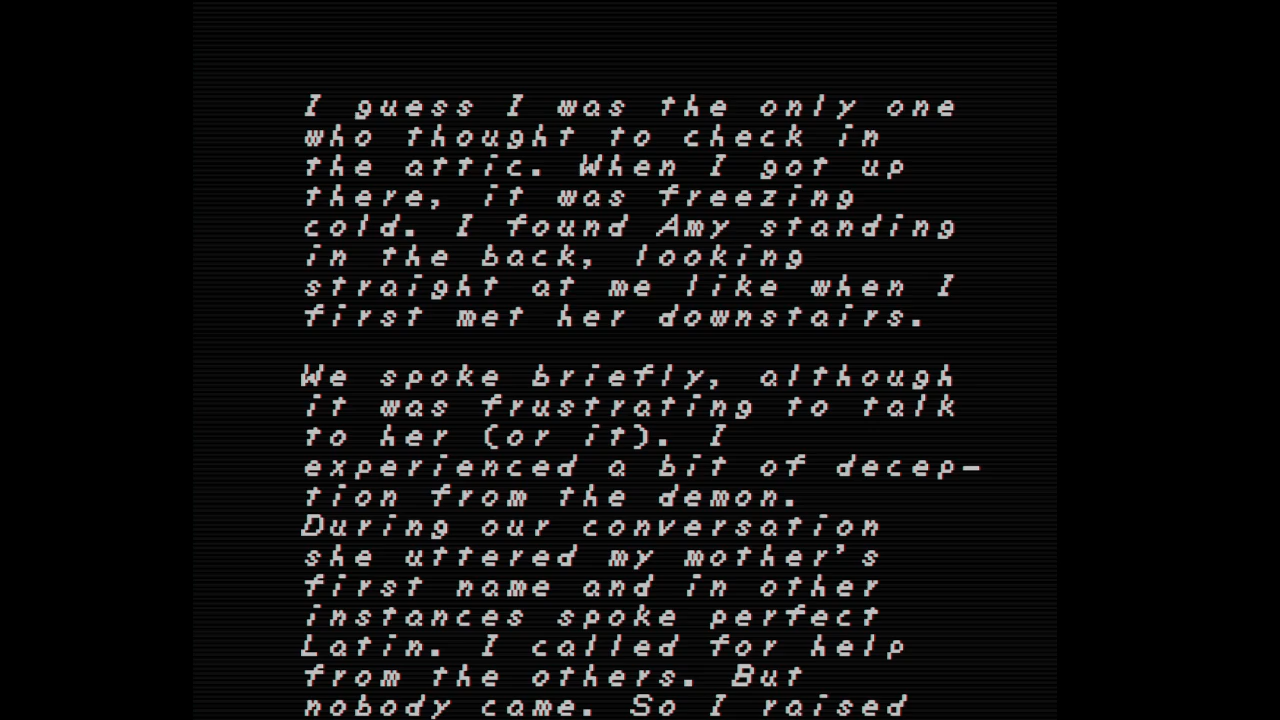 I guess I was the only one
who thought to check in
the attic. When I got up
there, it was freezing
cold. I found Amy standing
in the back, looking
straight at me like when I
first met her downstairs.
We spoke briefly, although
it was frustrating to talk
to her (or it). I
experienced a bit of decep-
tion from the demon.
During our conversation
she uttered my mother's
first name and in other
instances spoke perfect
Latin. I called for help
from the others. But
nobody came. So I raised